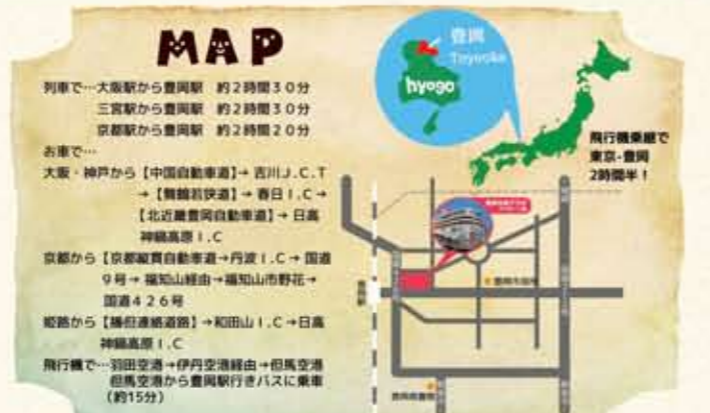 MAP
列車で…大阪駅から豊岡駅 約2時間30分
三宮駅から豊岡駅 約2時間30分
京都駅から豊岡駅 約2時間20分
お車で…
大阪・神戸から【中国自動車道】→ 吉川J.C.T
→【舞鶴若狭道】→ 春日I.C→
【北近畿豊岡自動車道】→ 日高
神鍋高原I.C
京都から【京都縦貫自動車道→丹波I.C→ 国道
9号→ 福知山経由→福知山市野花→
国道426号
姫路から【播但連絡道路】→和田山I.C→日高
神鍋高原I.C
飛行機で…羽田空港→伊丹空港経由→但馬空港
但馬空港から豊岡駅行きバスに乗車
(約15分)
豊岡
Toyooka
hyogo
飛行機乗継で
東京-豊岡
2時間半!
豊岡市役所